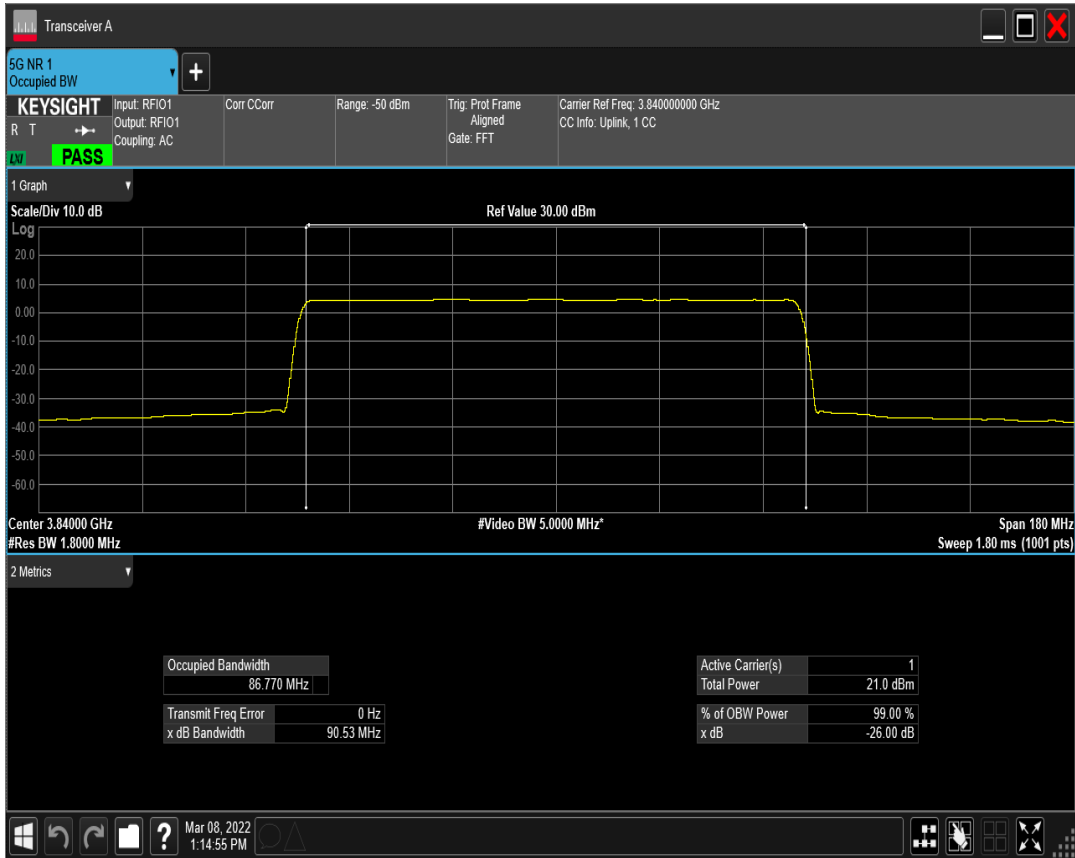 Transceiver A
5G NR 1
Occupied BW
KEYSIGHT
R T
LXI
PASS
Input: RFIO1
Output: RFIO1
Coupling: AC
Corr CCorr
Range: -50 dBm
Trig: Prot Frame
Aligned
Gate: FFT
Carrier Ref Freq: 3.840000000 GHz
CC Info: Uplink, 1 CC
1 Graph
Scale/Div 10.0 dB
Ref Value 30.00 dBm
Log
20.0
10.0
0.00
-10.0
-20.0
-30.0
-40.0
-50.0
-60.0
Center 3.84000 GHz
#Video BW 5.0000 MHz*
Span 180 MHz
#Res BW 1.8000 MHz
Sweep 1.80 ms (1001 pts)
2 Metrics
Occupied Bandwidth
86.770 MHz
Transmit Freq Error 0 Hz
x dB Bandwidth 90.53 MHz
Active Carrier(s) 1
Total Power 21.0 dBm
% of OBW Power 99.00 %
x dB -26.00 dB
Mar 08, 2022
1:14:55 PM